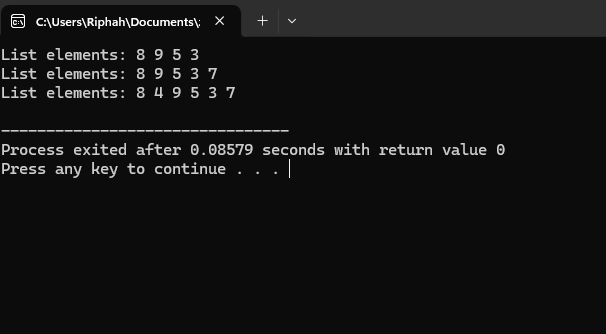 C:\Users\Riphah\Documents\
List elements: 8 9 5 3
List elements: 8 9 5 3 7
List elements: 8 4 9 5 3 7
--------------------------------
Process exited after 0.08579 seconds with return value 0
Press any key to continue . . .